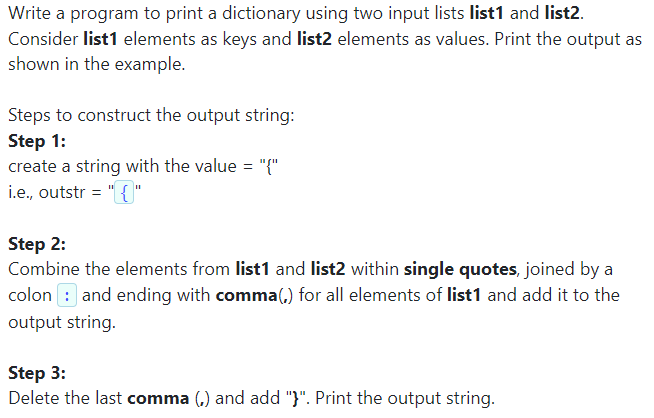 Write a program to print a dictionary using two input lists list1 and list2.
Consider list1 elements as keys and list2 elements as values. Print the output as
shown in the example.
Steps to construct the output string:
Step 1:
create a string with the value = "{"
i.e., outstr = "{"
Step 2:
Combine the elements from list1 and list2 within single quotes, joined by a
colon : and ending with comma(,) for all elements of list1 and add it to the
output string.
Step 3:
Delete the last comma (,) and add "}". Print the output string.